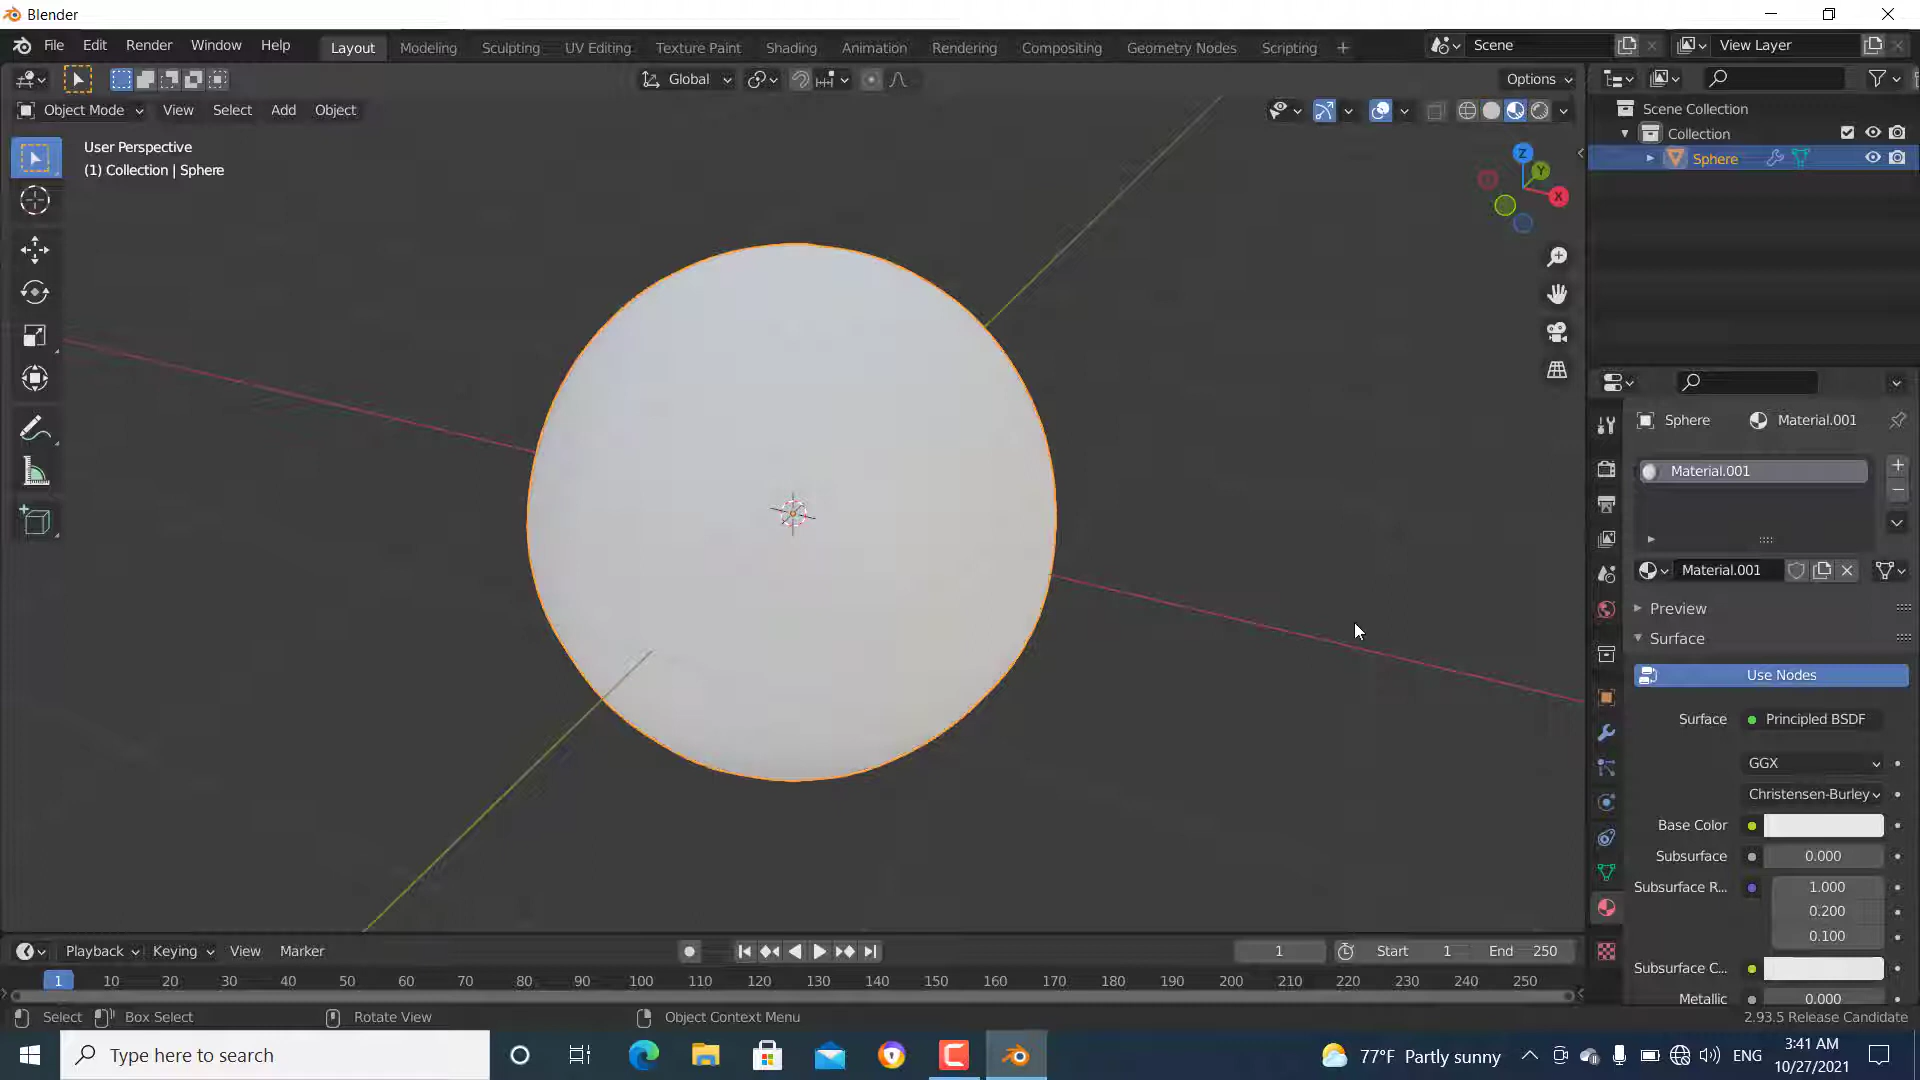 Blender
File Edit Render Window Help Layout Modeling Sculpting UV Editing Texture Paint Shading Animation Rendering Compositing Geometry Nodes Scripting + Scene View Layer
Global Options
Object Mode View Select Add Object
User Perspective
(1) Collection | Sphere
Z
Y
X
Scene Collection
Collection
Sphere
Sphere Material.001
Material.001
Material.001
Preview
Surface
Use Nodes
Surface Principled BSDF
GGX
Christensen-Burley
Base Color
Subsurface 0.000
Subsurface R... 1.000
0.200
0.100
Subsurface C...
Metallic 0.000
Playback Keying View Marker 1 Start 1 End 250
1 10 20 30 40 50 60 70 80 90 100 110 120 130 140 150 160 170 180 190 200 210 220 230 240 250
Select Box Select Rotate View Object Context Menu 2.93.5 Release Candidate
Type here to search 77°F Partly sunny ENG 3:41 AM
10/27/2021